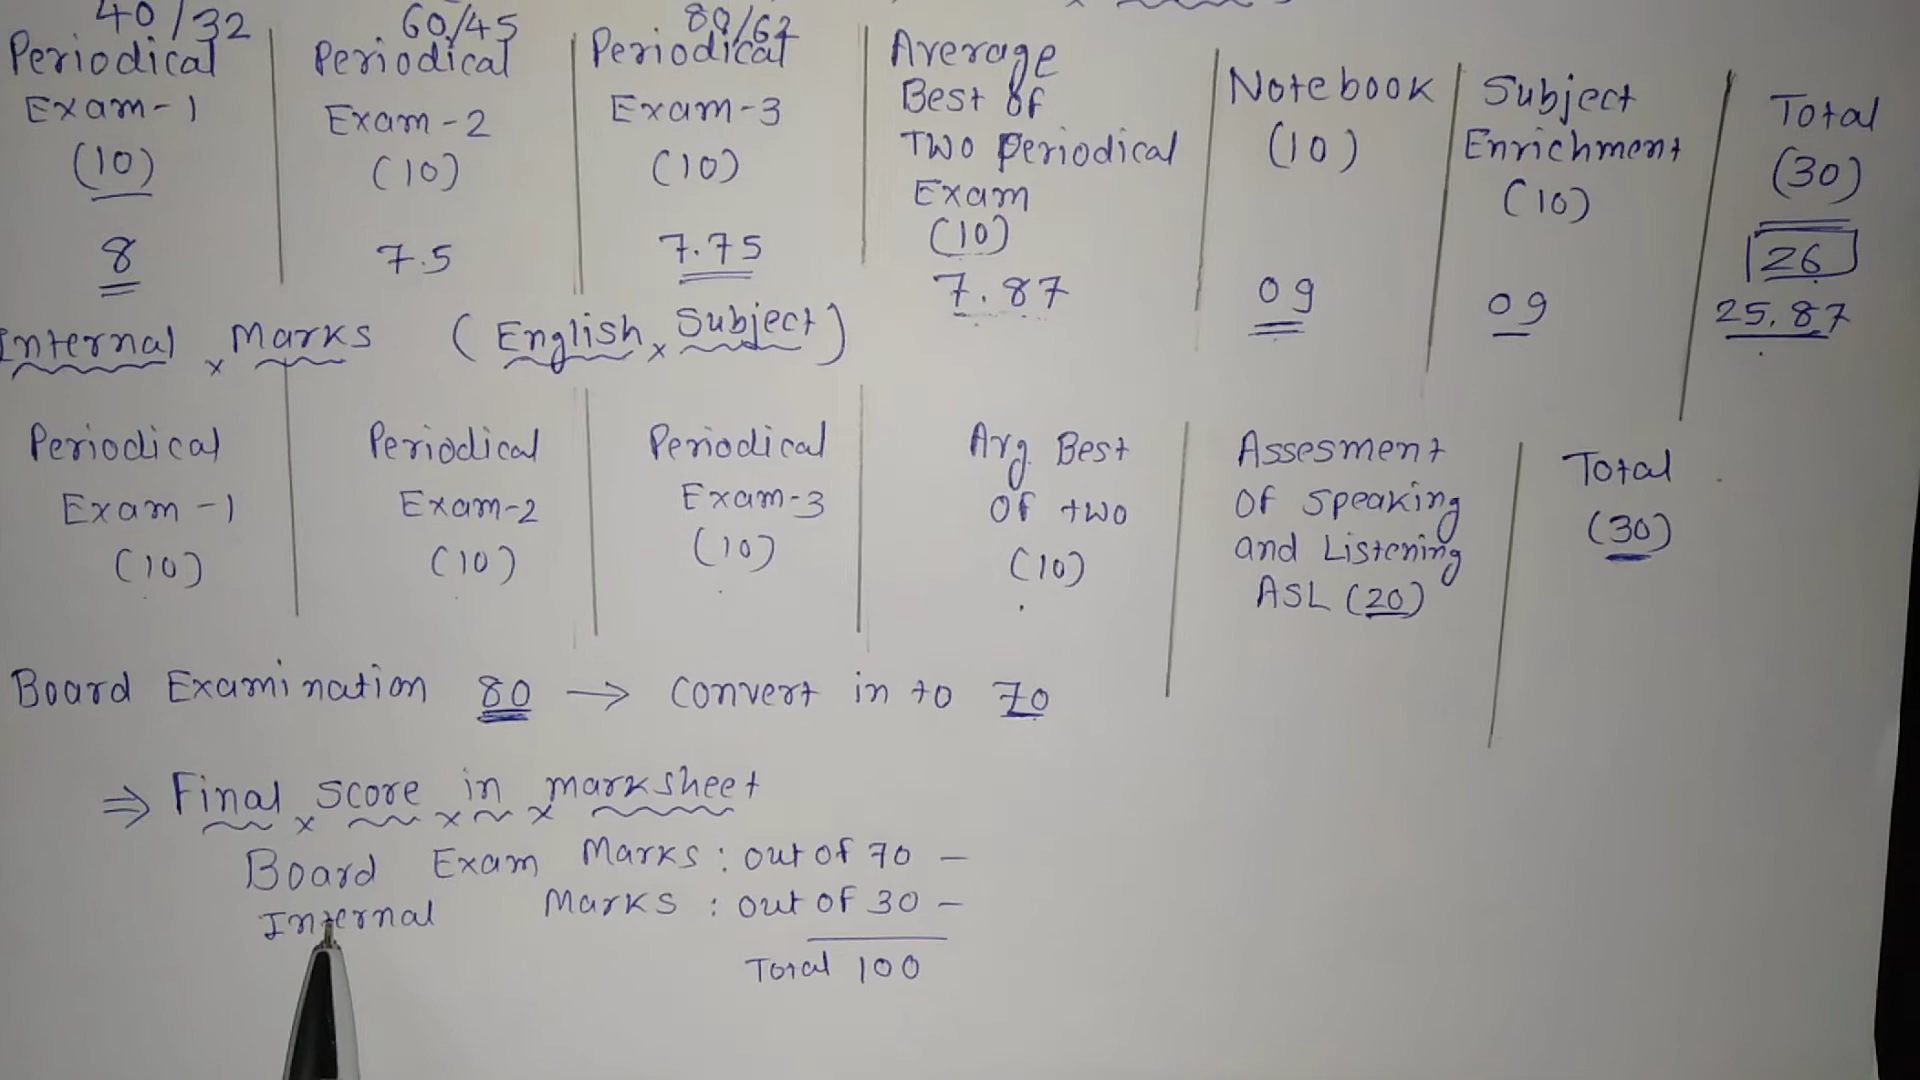 40/32
60/45
80/62
Periodical
Exam-1
(10)
8
Periodical
Exam-2
(10)
7.5
Periodical
Exam-3
(10)
7.75
Average
Best of
Two Periodical
Exam
(10)
7.87
Notebook
(10)
09
Subject
Enrichment
(10)
09
Total
(30)
26
25.87
Internal Marks (English Subject)
Periodical
Exam-1
(10)
Periodical
Exam-2
(10)
Periodical
Exam-3
(10)
Avg. Best
of two
(10)
Assesment
of speaking
and Listening
ASL (20)
Total
(30)
Board Examination 80 → convert in to 70
⇒ Final score in marksheet
Board Exam Marks : out of 70 –
Internal Marks : out of 30 –
Total 100